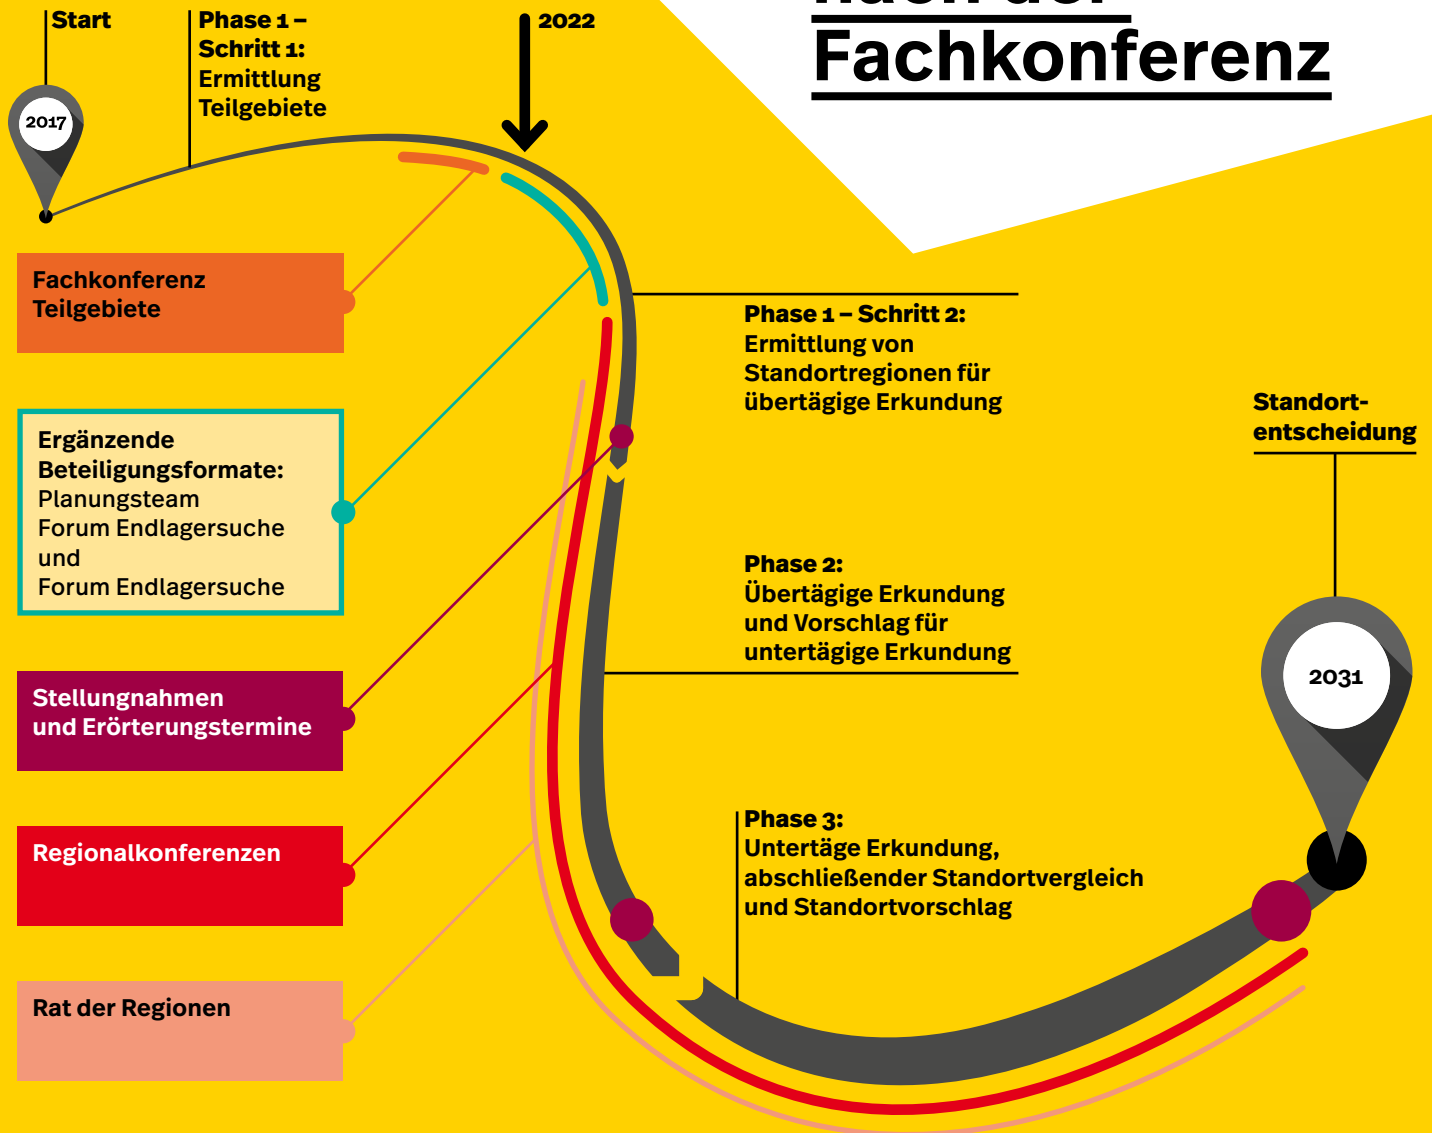 nach der
Fachkonferenz
Start
Phase 1 –
Schritt 1:
Ermittlung
Teilgebiete
2022
2017
Fachkonferenz
Teilgebiete
Ergänzende
Beteiligungsformate:
Planungsteam
Forum Endlagersuche
und
Forum Endlagersuche
Stellungnahmen
und Erörterungstermine
Regionalkonferenzen
Rat der Regionen
Phase 1 – Schritt 2:
Ermittlung von
Standortregionen für
übertägige Erkundung
Phase 2:
Übertägige Erkundung
und Vorschlag für
untertägige Erkundung
Phase 3:
Untertäge Erkundung,
abschließender Standortvergleich
und Standortvorschlag
Standort-
entscheidung
2031